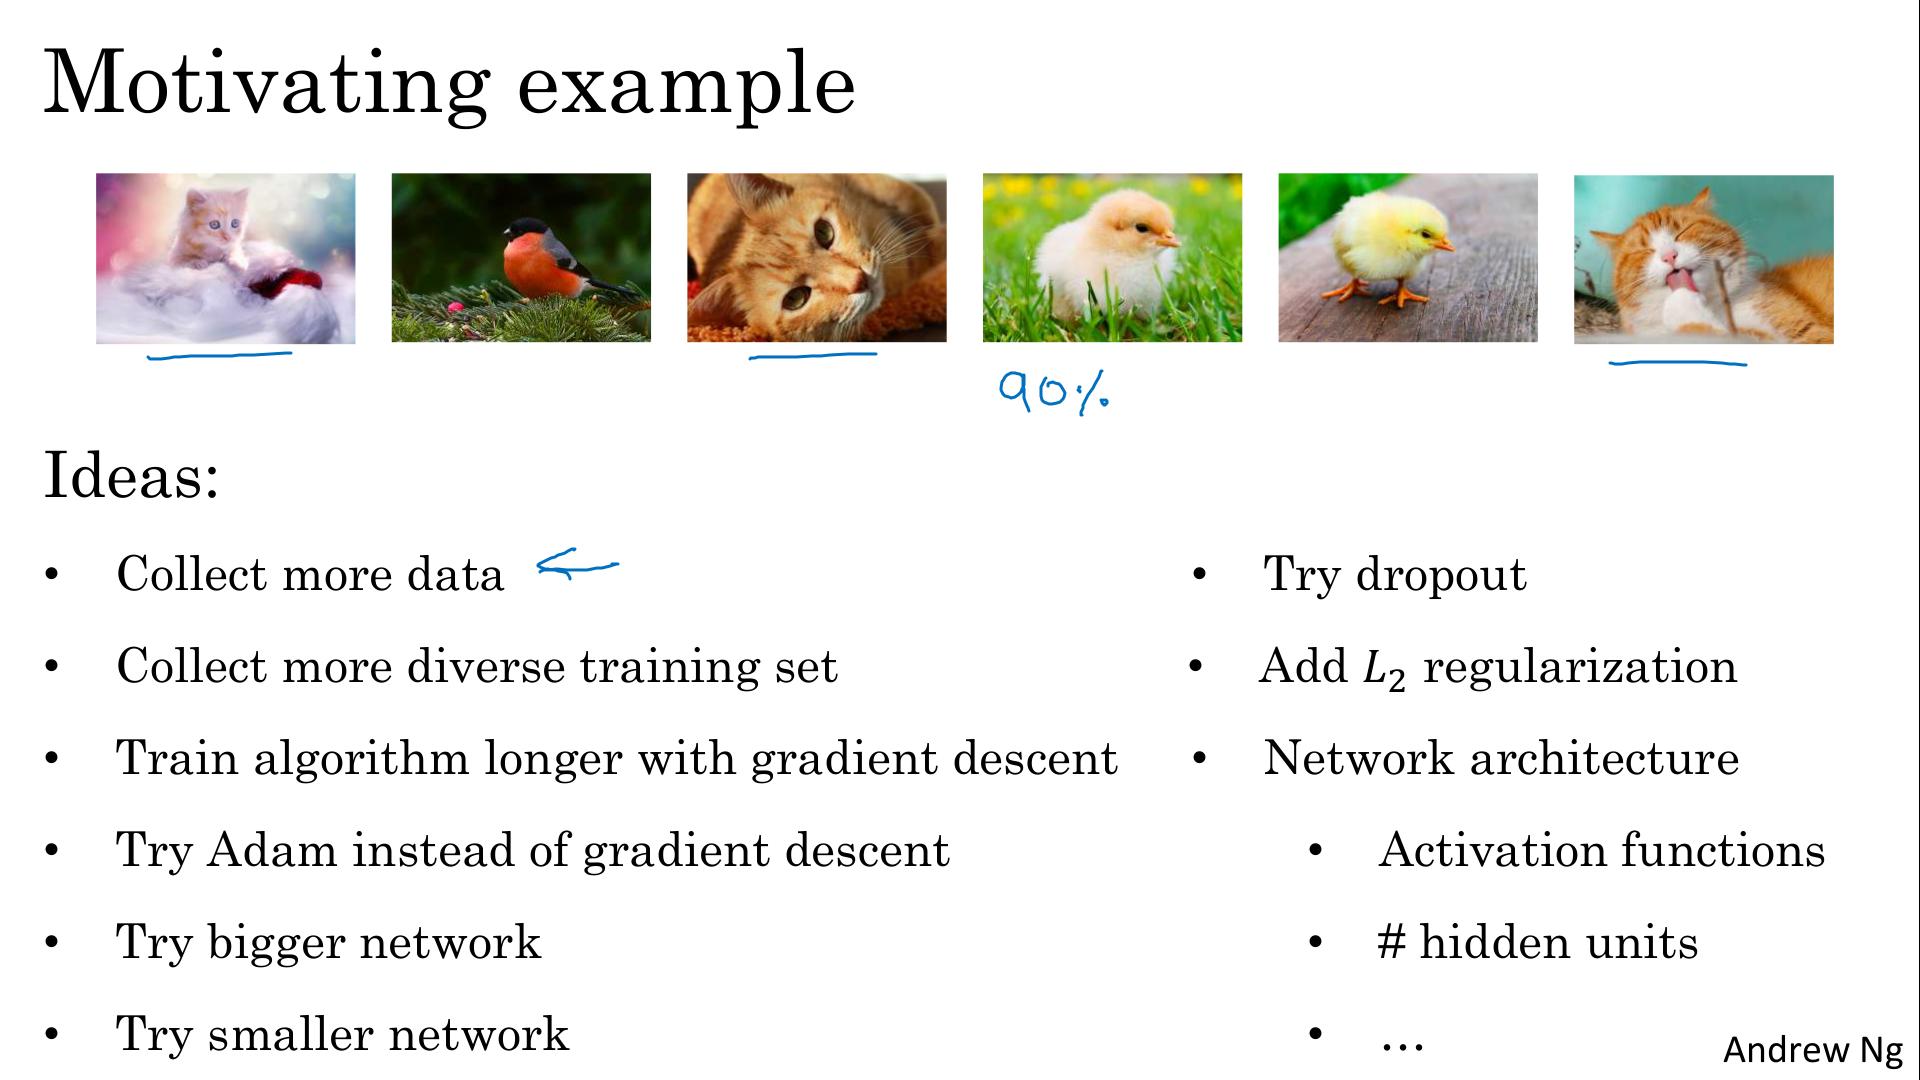 Motivating example
90%
Ideas:
• Collect more data
• Collect more diverse training set
• Train algorithm longer with gradient descent
• Try Adam instead of gradient descent
• Try bigger network
• Try smaller network
• Try dropout
• Add L₂ regularization
• Network architecture
• Activation functions
• # hidden units
• ...
Andrew Ng